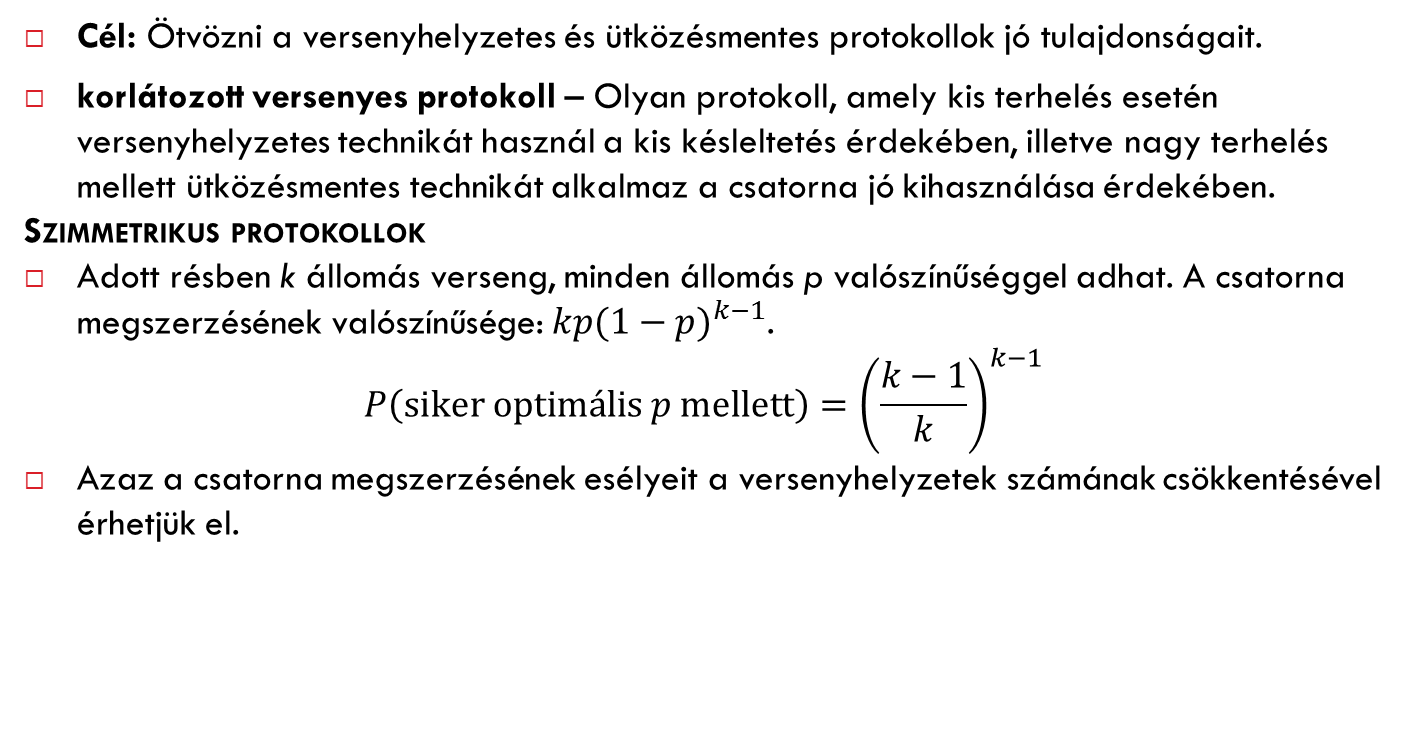 □ Cél: Ötvözni a versenyhelyzetes és ütközésmentes protokollok jó tulajdonságait.
□ korlátozott versenyes protokoll – Olyan protokoll, amely kis terhelés esetén
versenyhelyzetes technikát használ a kis késleltetés érdekében, illetve nagy terhelés
mellett ütközésmentes technikát alkalmaz a csatorna jó kihasználása érdekében.
SZIMMETRIKUS PROTOKOLLOK
□ Adott résben k állomás verseng, minden állomás p valószínűséggel adhat. A csatorna
megszerzésének valószínűsége: kp(1 − p)^{k−1}.
P(siker optimális p mellett) = ((k − 1)/k)^{k−1}
□ Azaz a csatorna megszerzésének esélyeit a versenyhelyzetek számának csökkentésével
érhetjük el.